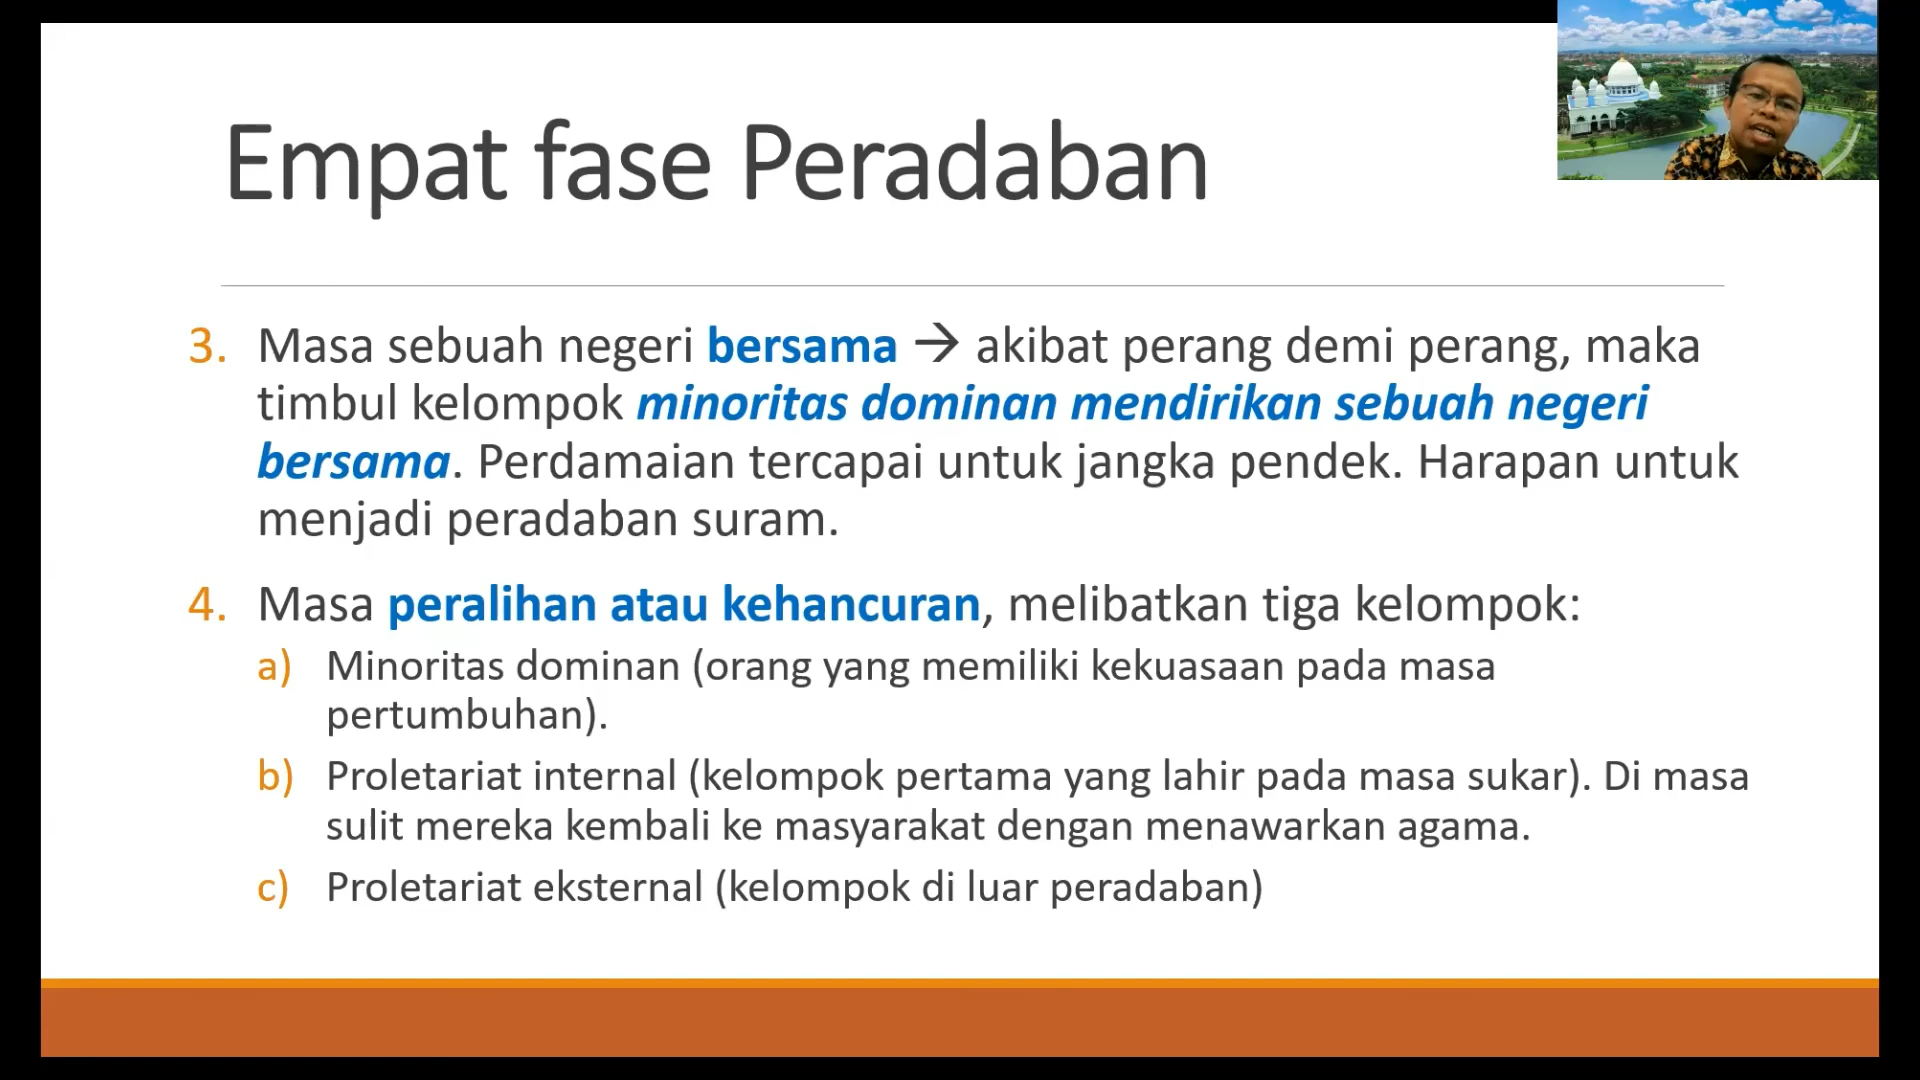 Empat fase Peradaban
3. Masa sebuah negeri bersama → akibat perang demi perang, maka
timbul kelompok minoritas dominan mendirikan sebuah negeri
bersama. Perdamaian tercapai untuk jangka pendek. Harapan untuk
menjadi peradaban suram.
4. Masa peralihan atau kehancuran, melibatkan tiga kelompok:
a) Minoritas dominan (orang yang memiliki kekuasaan pada masa
pertumbuhan).
b) Proletariat internal (kelompok pertama yang lahir pada masa sukar). Di masa
sulit mereka kembali ke masyarakat dengan menawarkan agama.
c) Proletariat eksternal (kelompok di luar peradaban)